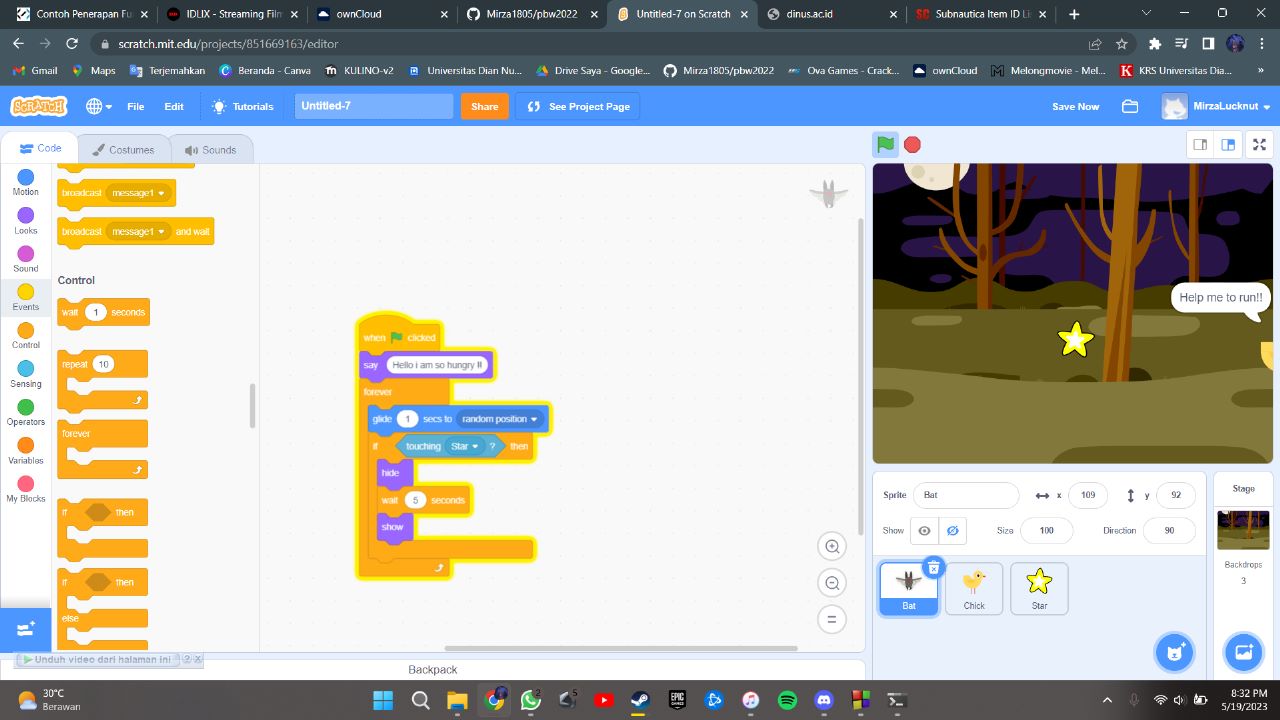 Contoh Penerapan Fu
IDLIX - Streaming Film
ownCloud
Mirza1805/pbw2022
Untitled-7 on Scratch
dinus.ac.id
Subnautica Item ID Lis
scratch.mit.edu/projects/851669163/editor
Gmail
Maps
Terjemahkan
Beranda - Canva
KULINO-v2
Universitas Dian Nu...
Drive Saya - Google...
Mirza1805/pbw2022
Ova Games - Crack...
ownCloud
Melongmovie - Mel...
KRS Universitas Dia...
»
SCRATCH
File
Edit
Tutorials
Untitled-7
Share
See Project Page
Save Now
MirzaLucknut
Code
Costumes
Sounds
Motion
Looks
Sound
Events
Control
Sensing
Operators
Variables
My Blocks
broadcast message1
broadcast message1 and wait
Control
wait 1 seconds
repeat 10
forever
if then
if then
else
when clicked
say Hello i am so hungry !!
forever
glide 1 secs to random position
if touching Star ? then
hide
wait 5 seconds
show
Help me to run!!
Sprite Bat x 109 y 92
Show Size 100 Direction 90
Bat
Chick
Star
Stage
Backdrops
3
Unduh video dari halaman ini ? X
Backpack
30°C
Berawan
2
5
8:32 PM
5/19/2023